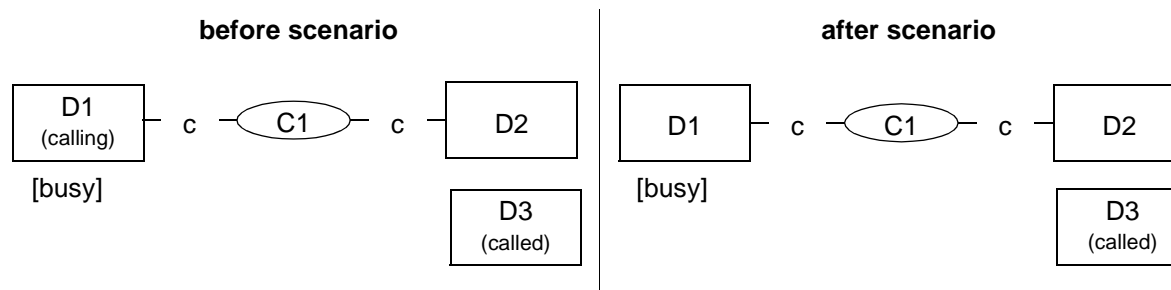 before scenario
D1
(calling)
c
C1
c
D2
[busy]
D3
(called)
after scenario
D1
c
C1
c
D2
[busy]
D3
(called)